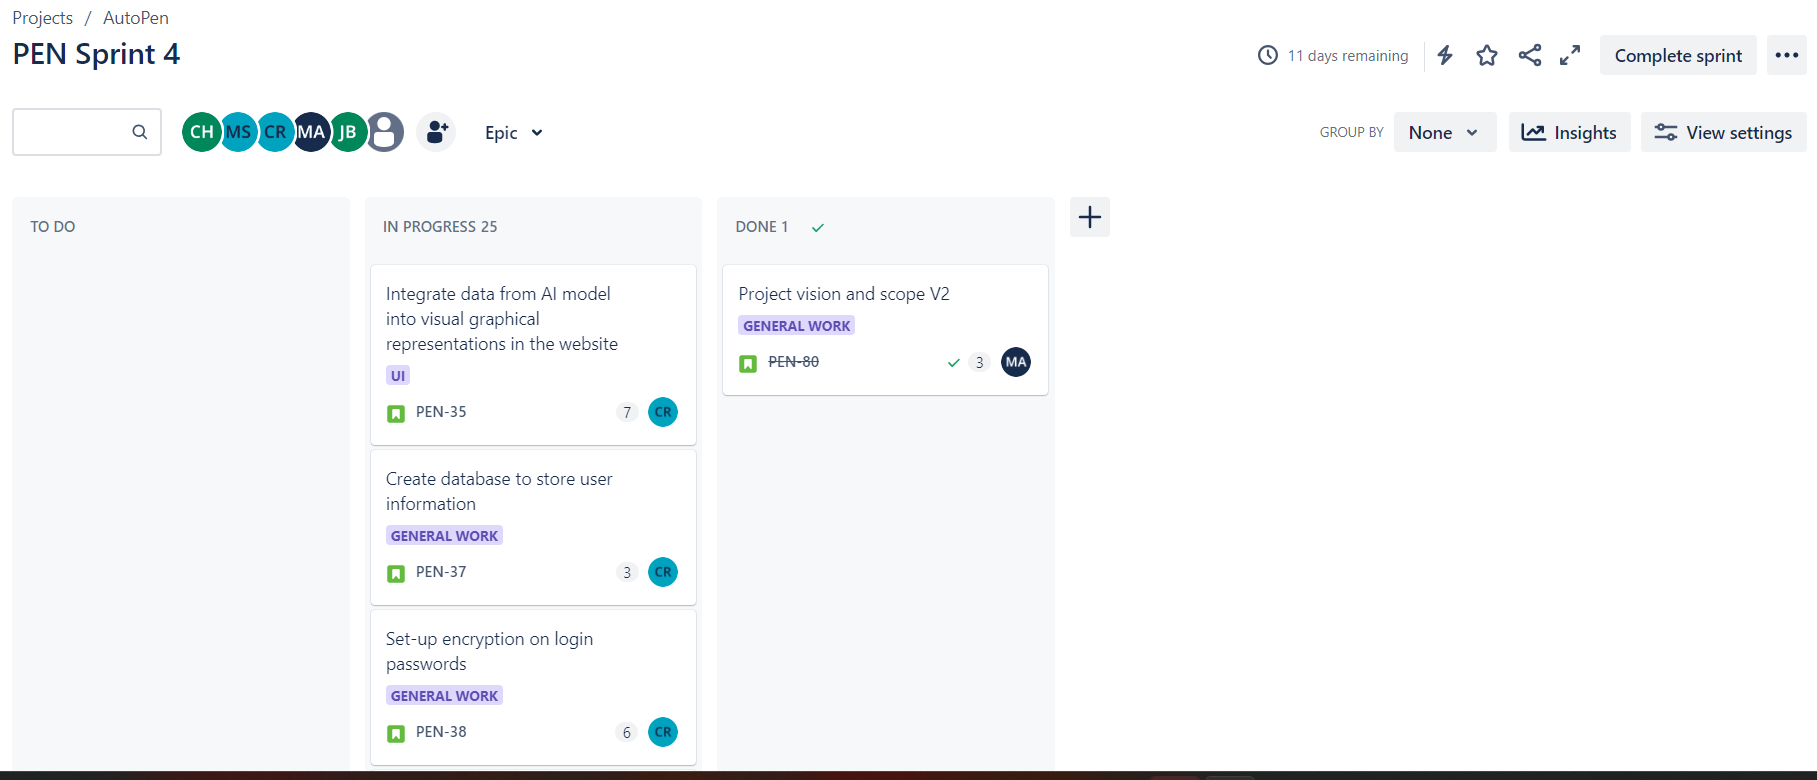 Projects / AutoPen
PEN Sprint 4
11 days remaining
Complete sprint
CH MS CR MA JB
Epic
GROUP BY
None
Insights
View settings
TO DO
IN PROGRESS 25
Integrate data from AI model
into visual graphical
representations in the website
UI
PEN-35 7 CR
Create database to store user
information
GENERAL WORK
PEN-37 3 CR
Set-up encryption on login
passwords
GENERAL WORK
PEN-38 6 CR
DONE 1
Project vision and scope V2
GENERAL WORK
PEN-80 3 MA